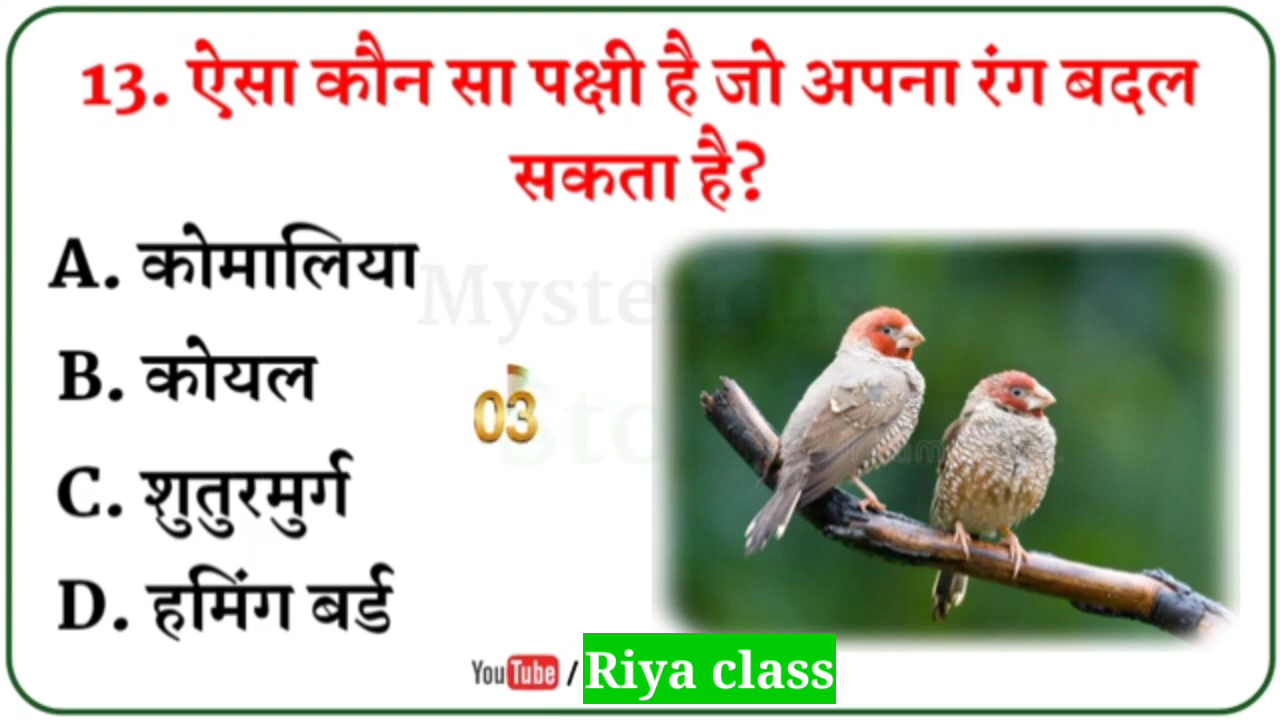 13. ऐसा कौन सा पक्षी है जो अपना रंग बदल
सकता है?
A. कोमालिया
B. कोयल
03
C. शुतुरमुर्ग
D. हमिंग बर्ड
YouTube / Riya class